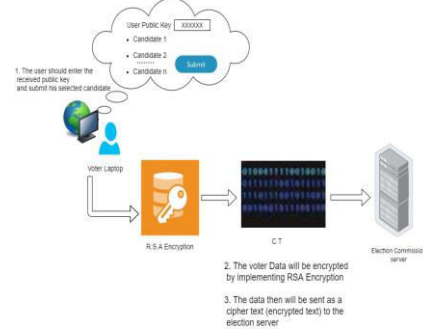 User Public Key XXXXXX
• Candidate 1
• Candidate 2
........
• Candidate n
Submit
1. The user should enter the
received public key
and submit his selected candidate
Voter Laptop
R.S.A Encryption
C.T
Election Commission
server
2. The voter Data will be encrypted
by implementing RSA Encryption
3. The data then will be sent as a
cipher text (encrypted text) to the
election server